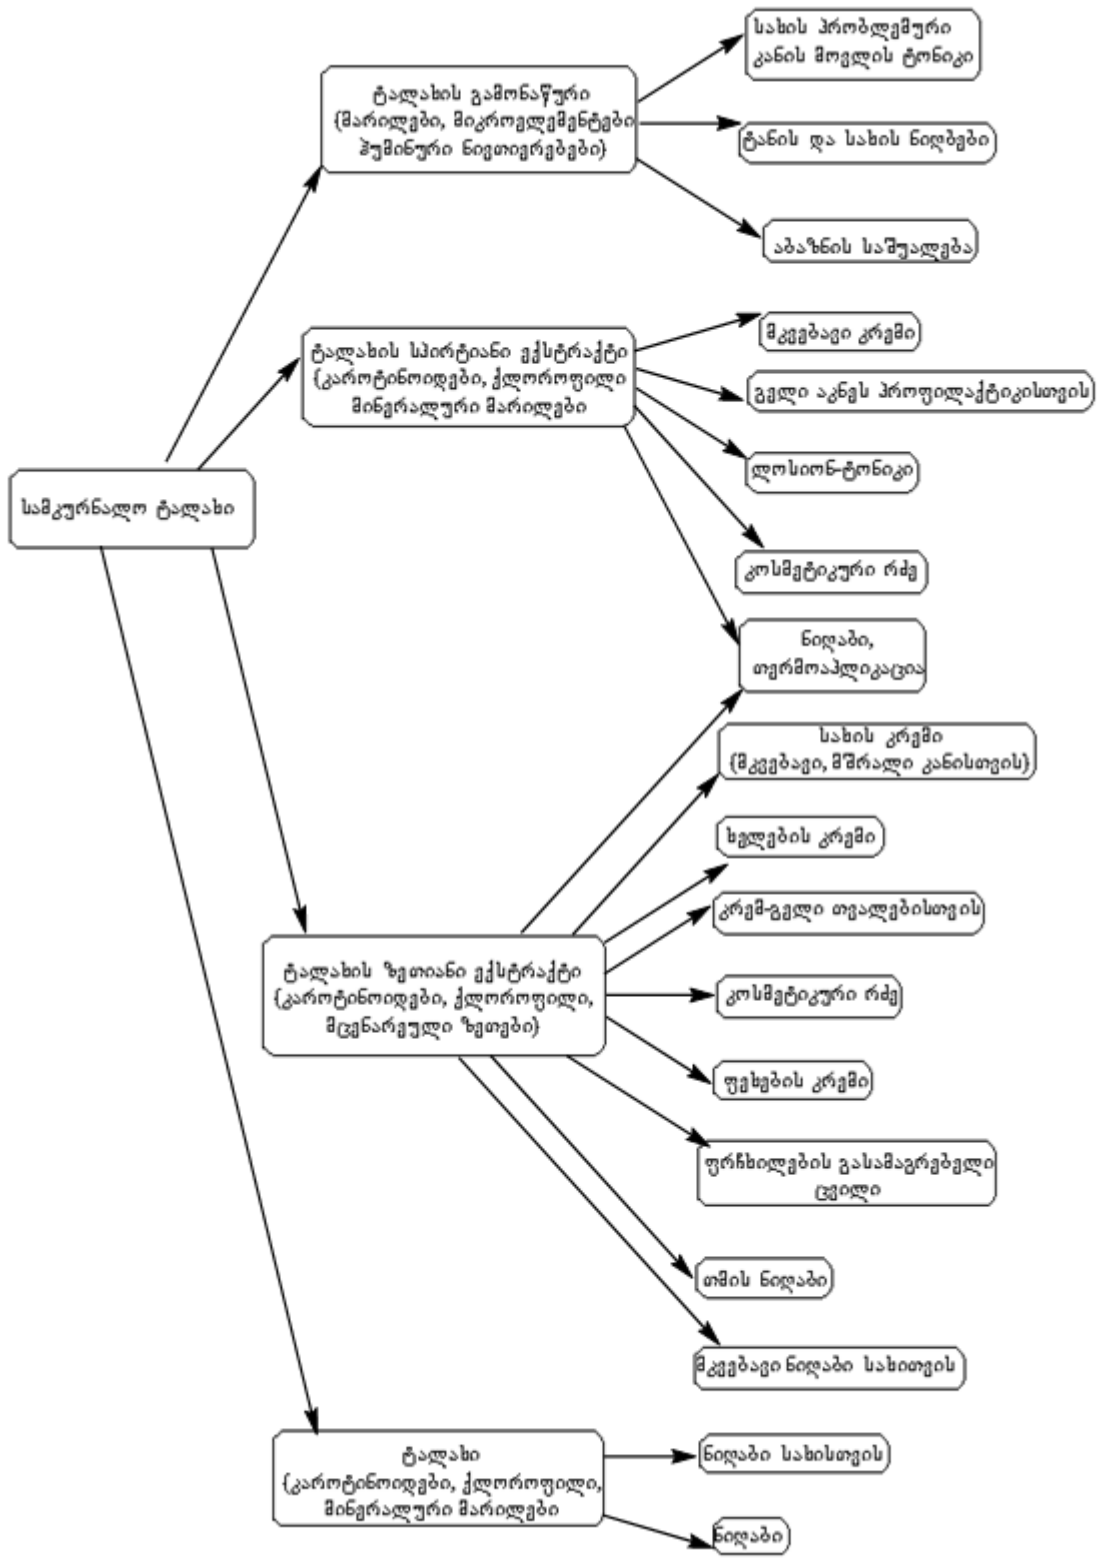 სახის პრობლემური
კანის მოვლის ტონიკი
ტალახის გამონაწური
{მარილები, მიკროელემენტები
ჰუმინური ნივთიერებები}
ტანის და სახის ნიღბები
აბაზნის საშუალება
მკვებავი კრემი
ტალახის სპირტიანი ექსტრაქტი
{კაროტინოიდები, ქლოროფილი
მინერალური მარილები
გელი აკნეს პროფილაქტიკისთვის
ლოსიონ-ტონიკი
სამკურნალო ტალახი
კოსმეტიკური რძე
ნიღაბი,
თერმოაპლიკაცია
სახის კრემი
{მკვებავი, მშრალი კანისთვის}
ხელების კრემი
კრემ-გელი თვალებისთვის
ტალახის ზეთიანი ექსტრაქტი
{კაროტინოიდები, ქლოროფილი,
მცენარეული ზეთები}
კოსმეტიკური რძე
ფეხების კრემი
ფრჩხილების გასამაგრებელი
ცვილი
თმის ნიღაბი
მკვებავი ნიღაბი სახითვის
ტალახი
{კაროტინოიდები, ქლოროფილი,
მინერალური მარილები
ნიღაბი სახისთვის
ნიღაბი